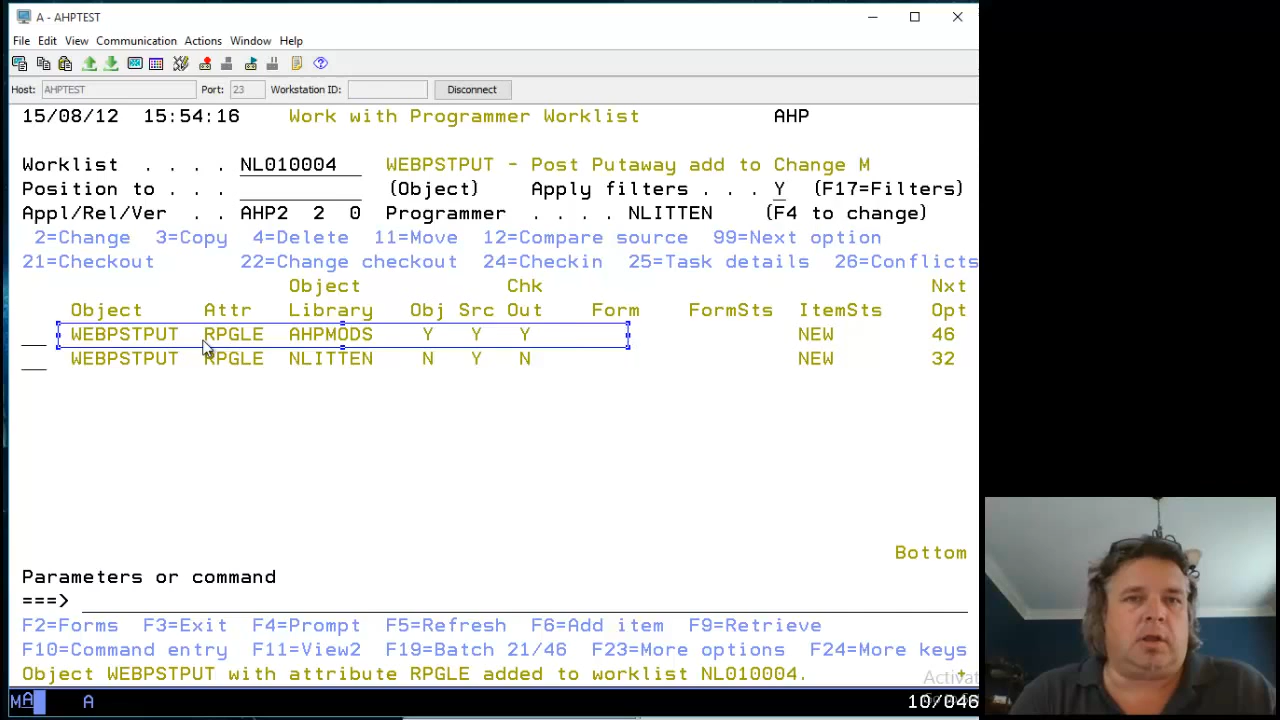 A - AHPTEST
File Edit View Communication Actions Window Help
Host: AHPTEST Port: 23 Workstation ID: Disconnect
15/08/12 15:54:16 Work with Programmer Worklist AHP
Worklist . . . . NL010004 WEBPSTPUT - Post Putaway add to Change M
Position to . . . (Object) Apply filters . . . Y (F17=Filters)
Appl/Rel/Ver . . AHP2 2 0 Programmer . . . . NLITTEN (F4 to change)
2=Change 3=Copy 4=Delete 11=Move 12=Compare source 99=Next option
21=Checkout 22=Change checkout 24=Checkin 25=Task details 26=Conflicts
Object Chk Nxt
Object Attr Library Obj Src Out Form FormSts ItemSts Opt
WEBPSTPUT RPGLE AHPMODS Y Y Y NEW 46
WEBPSTPUT RPGLE NLITTEN N Y N NEW 32
Bottom
Parameters or command
===>
F2=Forms F3=Exit F4=Prompt F5=Refresh F6=Add item F9=Retrieve
F10=Command entry F11=View2 F19=Batch 21/46 F23=More options F24=More keys
Object WEBPSTPUT with attribute RPGLE added to worklist NL010004. +
Activat
MA A 10/046